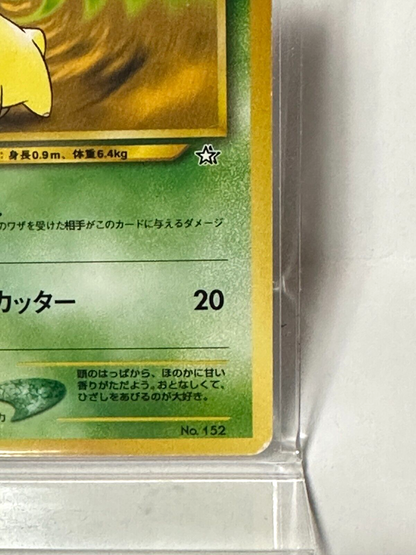 : 身長0.9m、体重6.4kg
のワザを受けた相手がこのカードに与えるダメージ
カッター 20
頭のはっぱから、ほのかに甘い
香りがただよう。おとなしくて、
ひざしをあびるのが大好き。
カ
No. 152